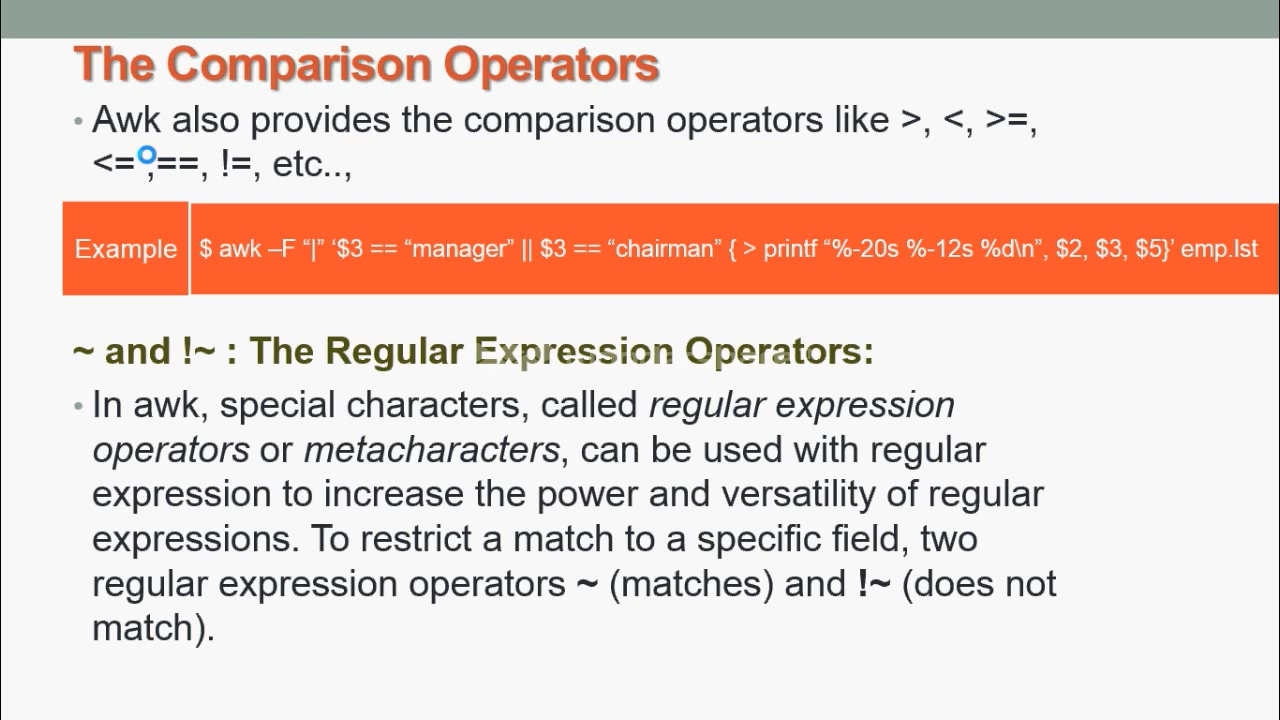 The Comparison Operators
• Awk also provides the comparison operators like >, <, >=,
<= ,==, !=, etc..,
Example
$ awk –F “|” ‘$3 == “manager” || $3 == “chairman” { > printf “%-20s %-12s %d\n”, $2, $3, $5}’ emp.lst
~ and !~ : The Regular Expression Operators:
• In awk, special characters, called regular expression
operators or metacharacters, can be used with regular
expression to increase the power and versatility of regular
expressions. To restrict a match to a specific field, two
regular expression operators ~ (matches) and !~ (does not
match).